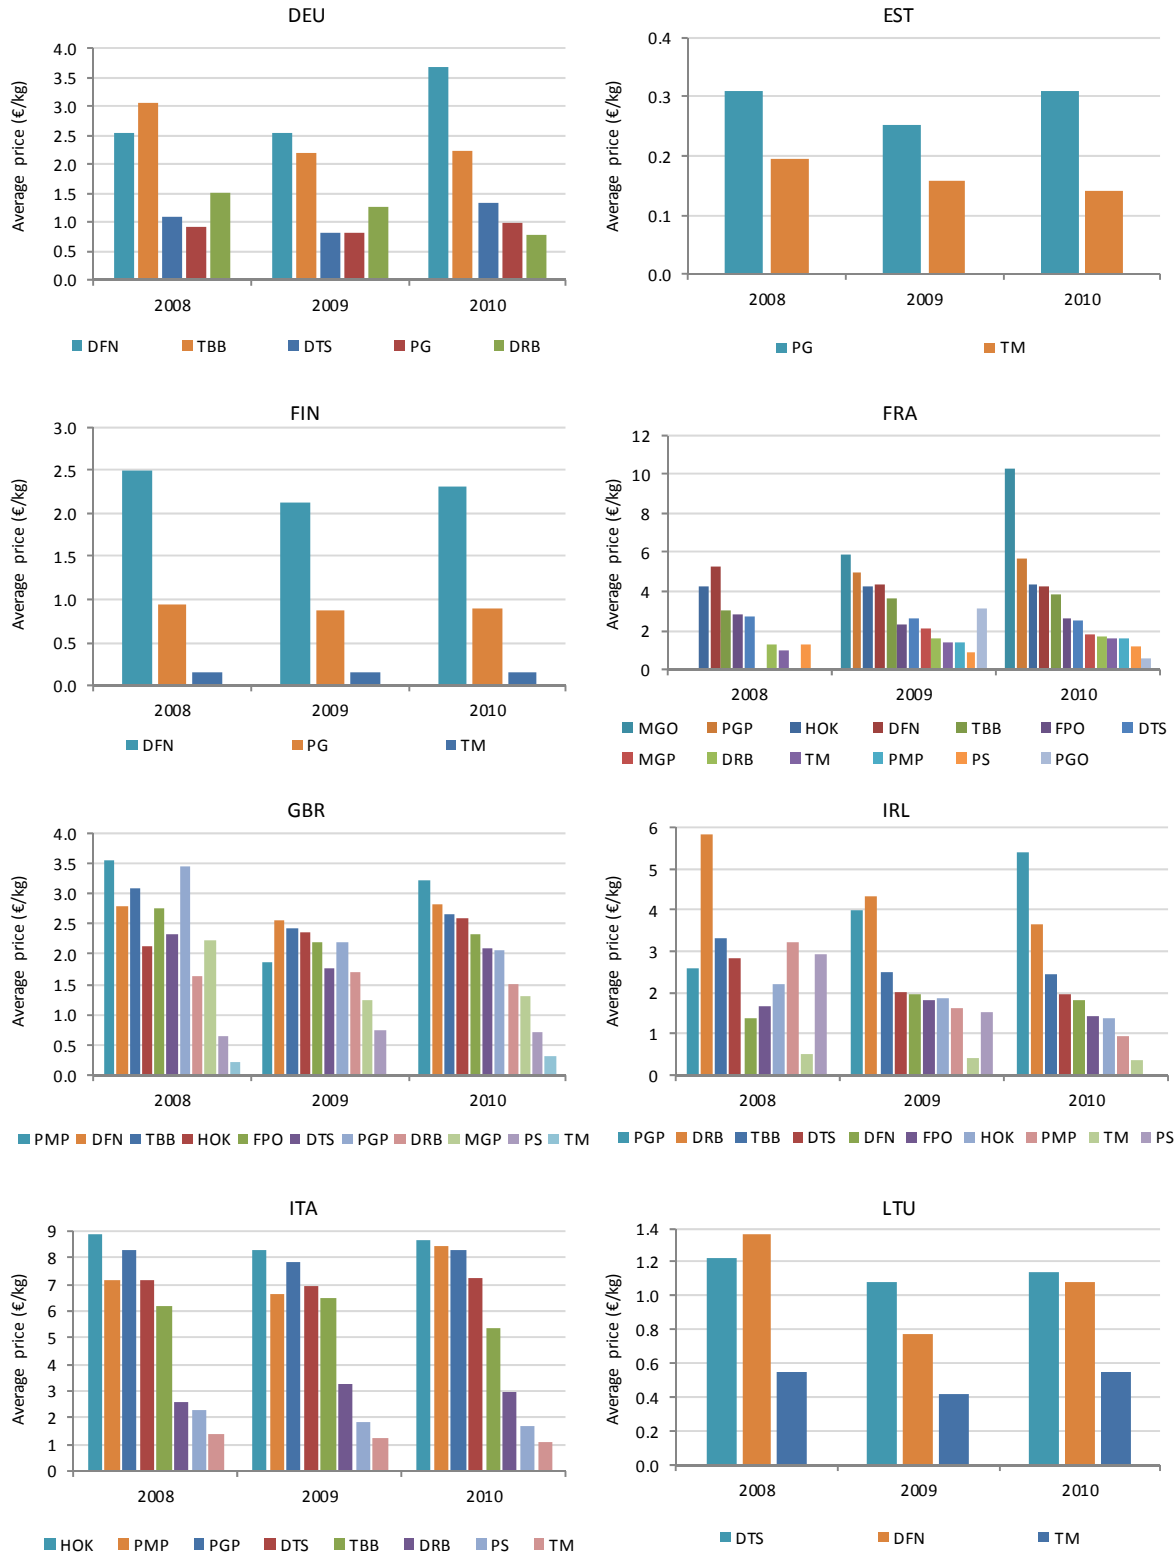 DEU
Average price (€/kg)
4.0
3.5
3.0
2.5
2.0
1.5
1.0
0.5
0.0
2008 2009 2010
DFN TBB DTS PG DRB
EST
Average price (€/kg)
0.4
0.3
0.2
0.1
0.0
2008 2009 2010
PG TM
FIN
Average price (€/kg)
3.0
2.5
2.0
1.5
1.0
0.5
0.0
2008 2009 2010
DFN PG TM
FRA
Average price (€/kg)
12
10
8
6
4
2
0
2008 2009 2010
MGO PGP HOK DFN TBB FPO DTS
MGP DRB TM PMP PS PGO
GBR
Average price (€/kg)
4.0
3.5
3.0
2.5
2.0
1.5
1.0
0.5
0.0
2008 2009 2010
PMP DFN TBB HOK FPO DTS PGP DRB MGP PS TM
IRL
Average price (€/kg)
6
5
4
3
2
1
0
2008 2009 2010
PGP DRB TBB DTS DFN FPO HOK PMP TM PS
ITA
Average price (€/kg)
9
8
7
6
5
4
3
2
1
0
2008 2009 2010
HOK PMP PGP DTS TBB DRB PS TM
LTU
Average price (€/kg)
1.4
1.2
1.0
0.8
0.6
0.4
0.2
0.0
2008 2009 2010
DTS DFN TM